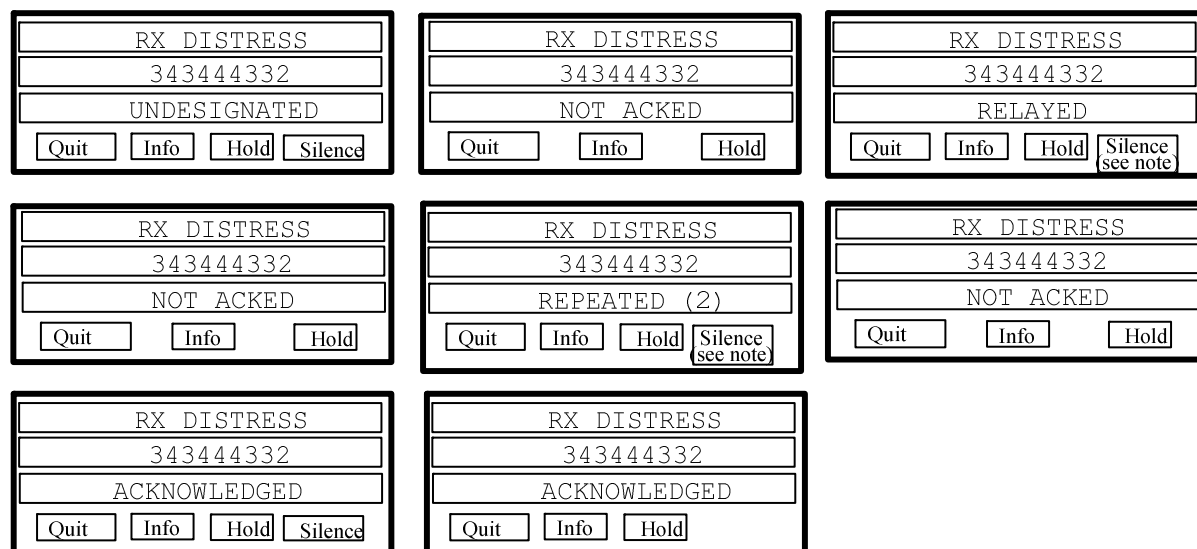 RX DISTRESS
343444332
UNDESIGNATED
Quit Info Hold Silence
RX DISTRESS
343444332
NOT ACKED
Quit Info Hold
RX DISTRESS
343444332
RELAYED
Quit Info Hold Silence
(see note)
RX DISTRESS
343444332
NOT ACKED
Quit Info Hold
RX DISTRESS
343444332
REPEATED (2)
Quit Info Hold Silence
(see note)
RX DISTRESS
343444332
NOT ACKED
Quit Info Hold
RX DISTRESS
343444332
ACKNOWLEDGED
Quit Info Hold Silence
RX DISTRESS
343444332
ACKNOWLEDGED
Quit Info Hold